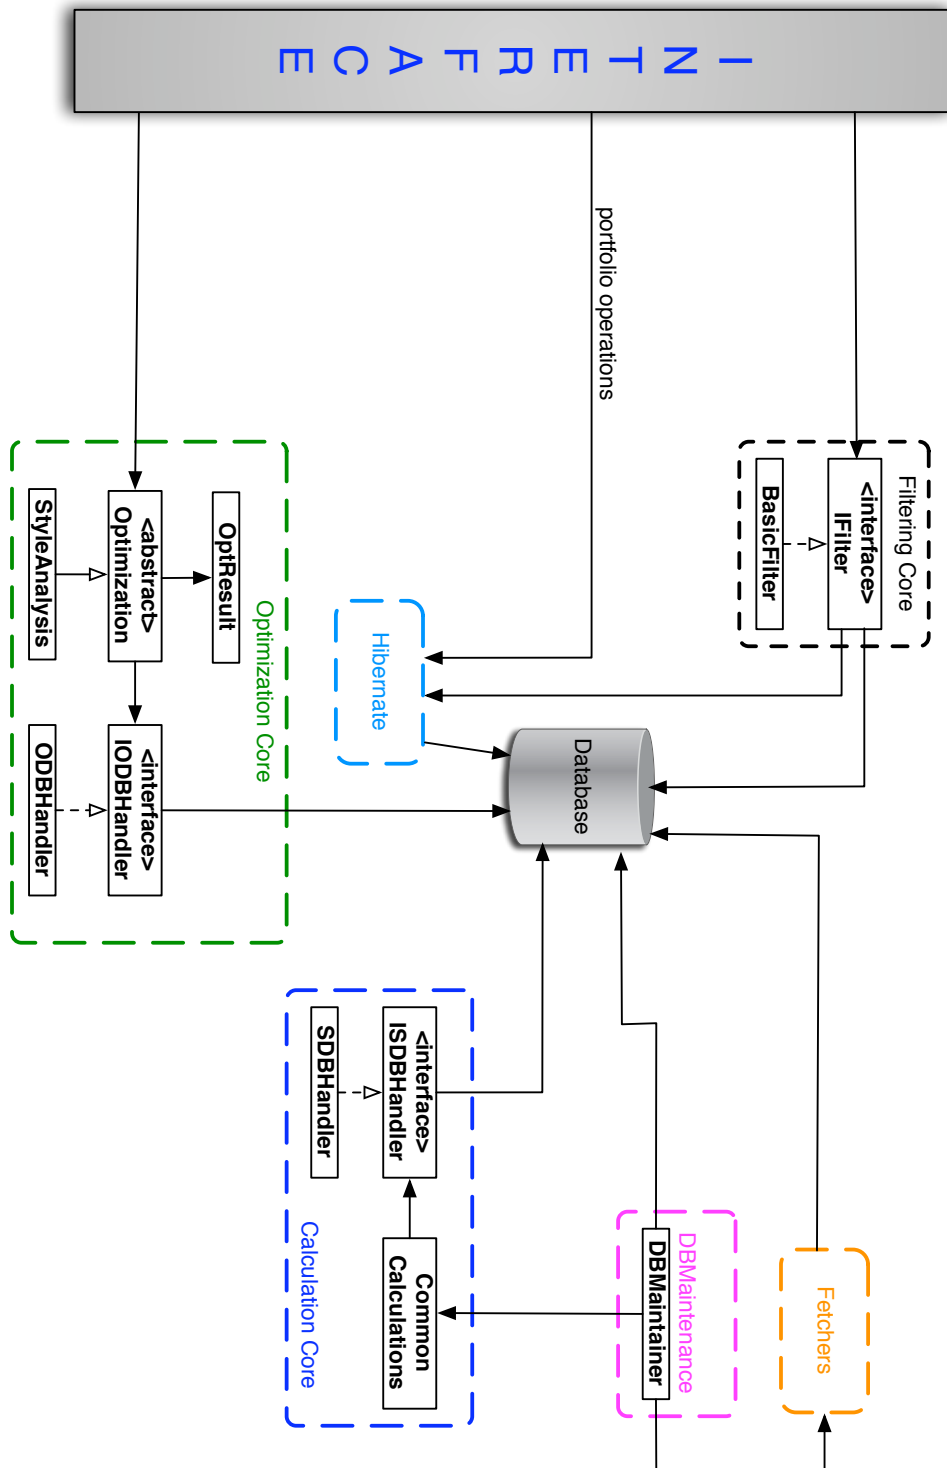 INTERFACE
portfolio operations
Filtering Core
<interface>
IFilter
BasicFilter
Hibernate
Database
OptResult
<abstract>
Optimization
StyleAnalysis
Optimization Core
<interface>
IODBHandler
ODBHandler
Fetchers
DBMaintenance
DBMaintainer
<interface>
ISDBHandler
SDBHandler
Common
Calculations
Calculation Core